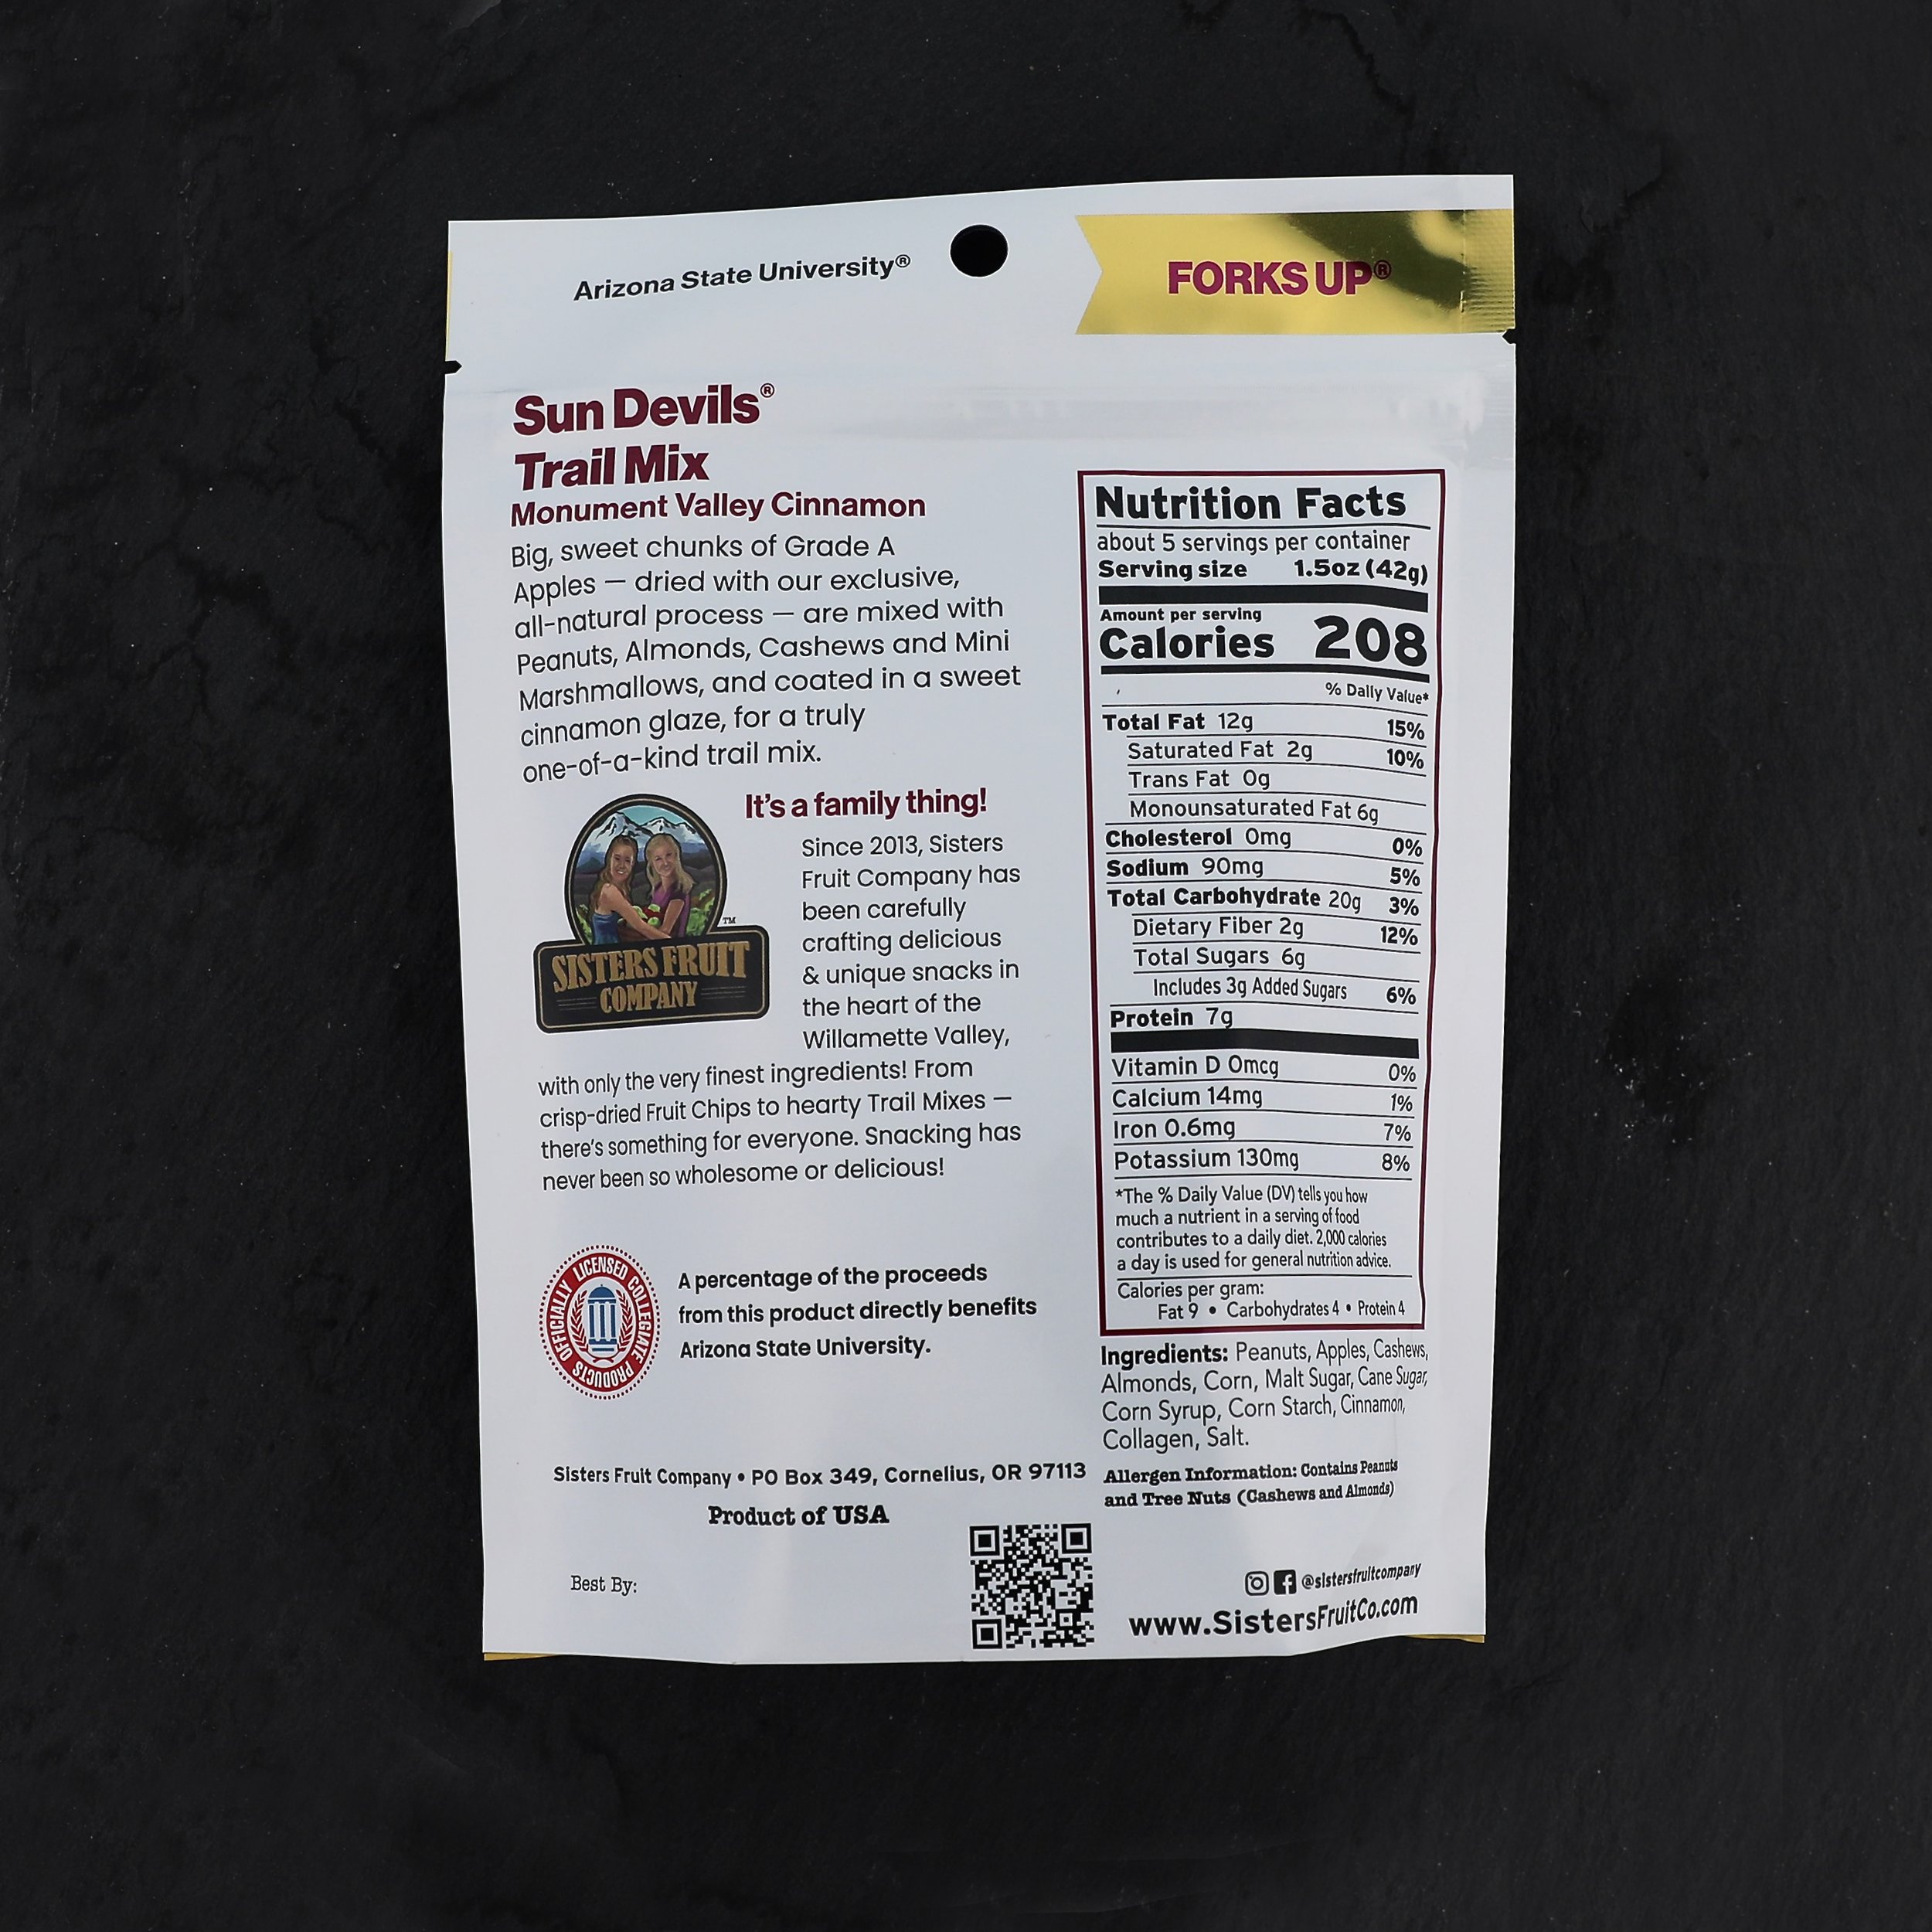 Arizona State University®
FORKS UP®
Sun Devils®
Trail Mix
Monument Valley Cinnamon
Big, sweet chunks of Grade A
Apples — dried with our exclusive,
all-natural process — are mixed with
Peanuts, Almonds, Cashews and Mini
Marshmallows, and coated in a sweet
cinnamon glaze, for a truly
one-of-a-kind trail mix.
It's a family thing!
Since 2013, Sisters
Fruit Company has
been carefully
crafting delicious
& unique snacks in
the heart of the
Willamette Valley,
with only the very finest ingredients! From
crisp-dried Fruit Chips to hearty Trail Mixes —
there's something for everyone. Snacking has
never been so wholesome or delicious!
TM
SISTERS FRUIT
COMPANY
OFFICIALLY LICENSED COLLEGIATE PRODUCTS
A percentage of the proceeds
from this product directly benefits
Arizona State University.
Sisters Fruit Company • PO Box 349, Cornelius, OR 97113
Product of USA
Best By:
Nutrition Facts
about 5 servings per container
Serving size 1.5oz (42g)
Amount per serving
Calories 208
% Daily Value*
Total Fat 12g 15%
Saturated Fat 2g 10%
Trans Fat 0g
Monounsaturated Fat 6g
Cholesterol 0mg 0%
Sodium 90mg 5%
Total Carbohydrate 20g 3%
Dietary Fiber 2g 12%
Total Sugars 6g
Includes 3g Added Sugars 6%
Protein 7g
Vitamin D 0mcg 0%
Calcium 14mg 1%
Iron 0.6mg 7%
Potassium 130mg 8%
*The % Daily Value (DV) tells you how
much a nutrient in a serving of food
contributes to a daily diet. 2,000 calories
a day is used for general nutrition advice.
Calories per gram:
Fat 9 • Carbohydrates 4 • Protein 4
Ingredients: Peanuts, Apples, Cashews,
Almonds, Corn, Malt Sugar, Cane Sugar,
Corn Syrup, Corn Starch, Cinnamon,
Collagen, Salt.
Allergen Information: Contains Peanuts
and Tree Nuts (Cashews and Almonds)
@sistersfruitcompany
www.SistersFruitCo.com